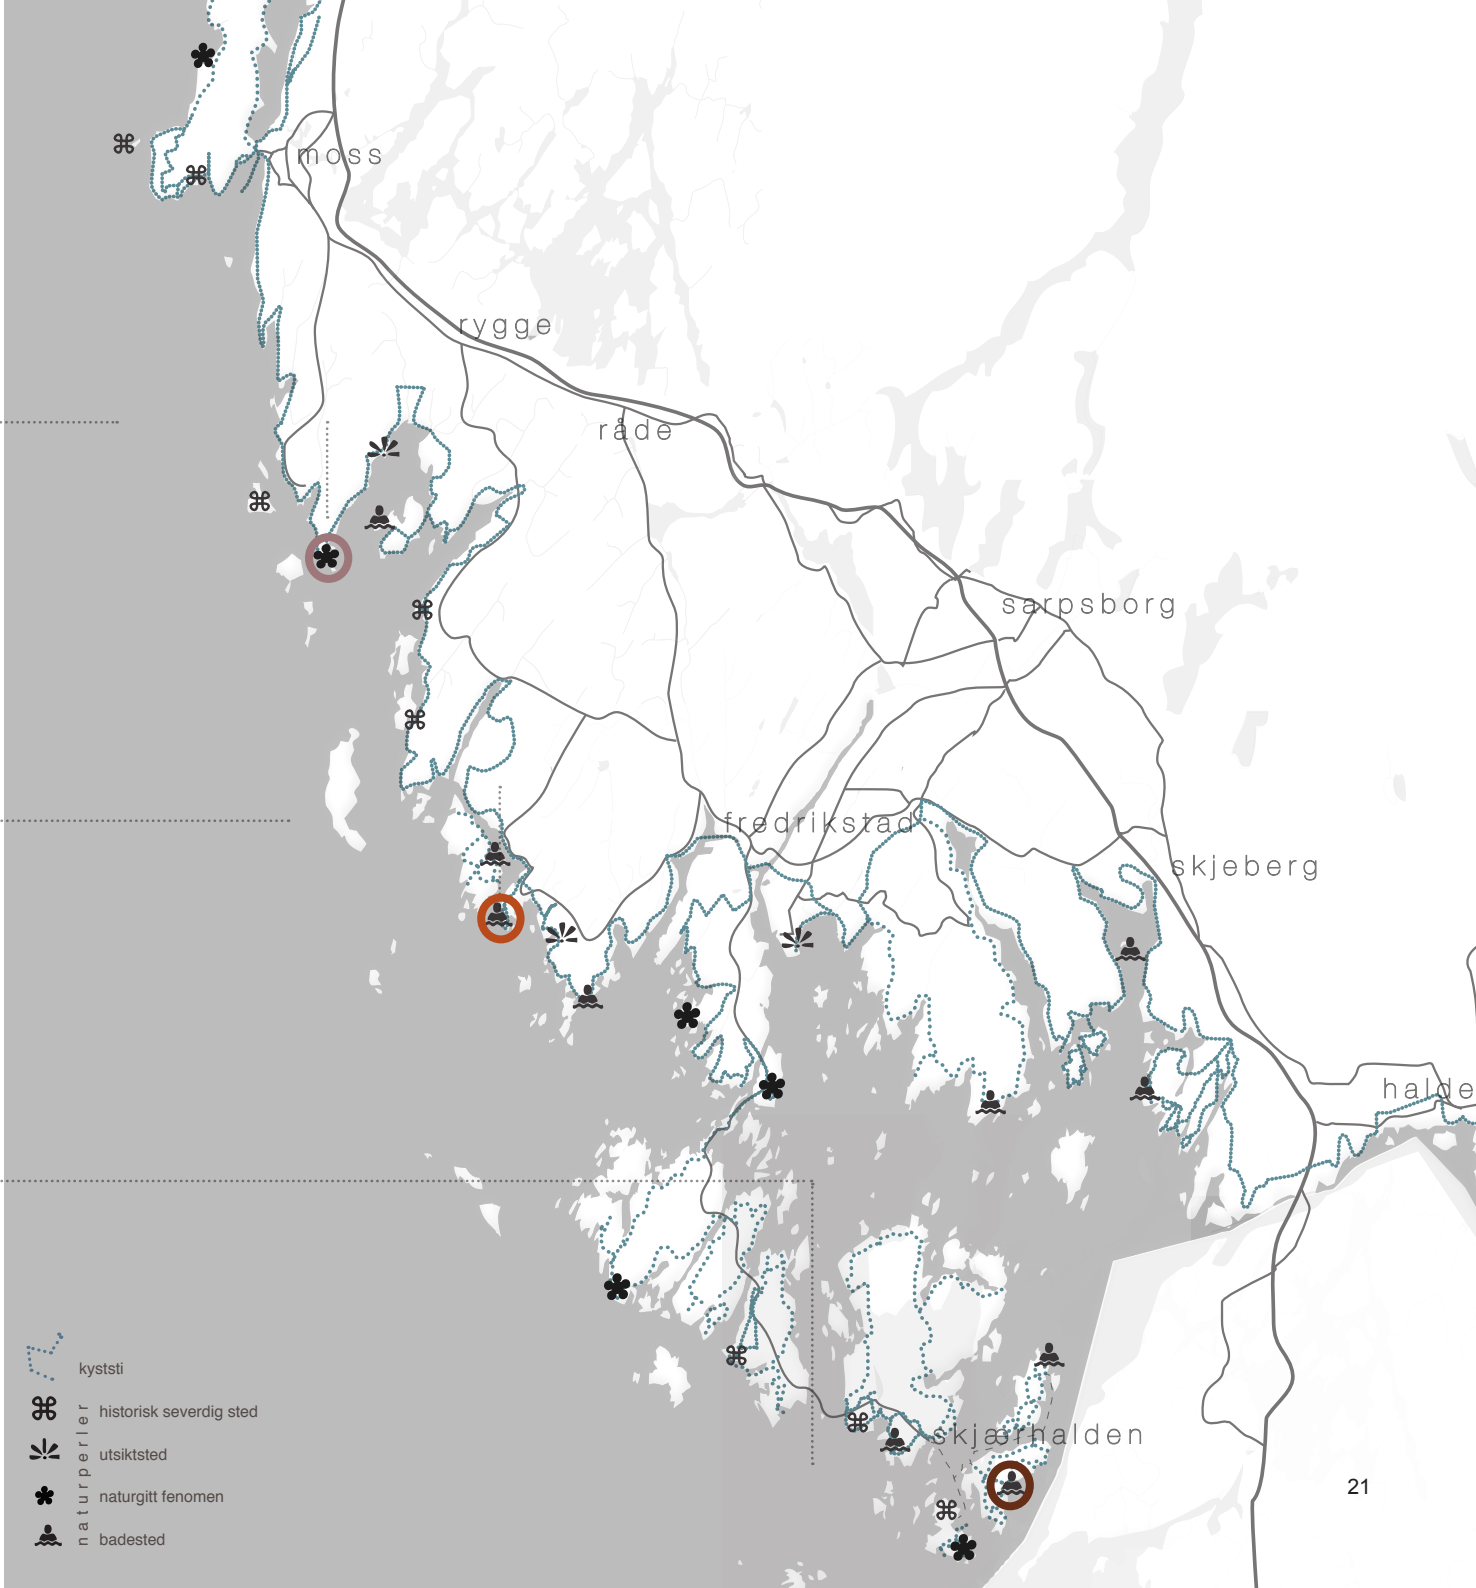 moss
rygge
råde
sarpsborg
fredrikstad
skjeberg
halde
skjærhalden
kyststi
naturperler
historisk severdig sted
utsiktsted
naturgitt fenomen
badested
21